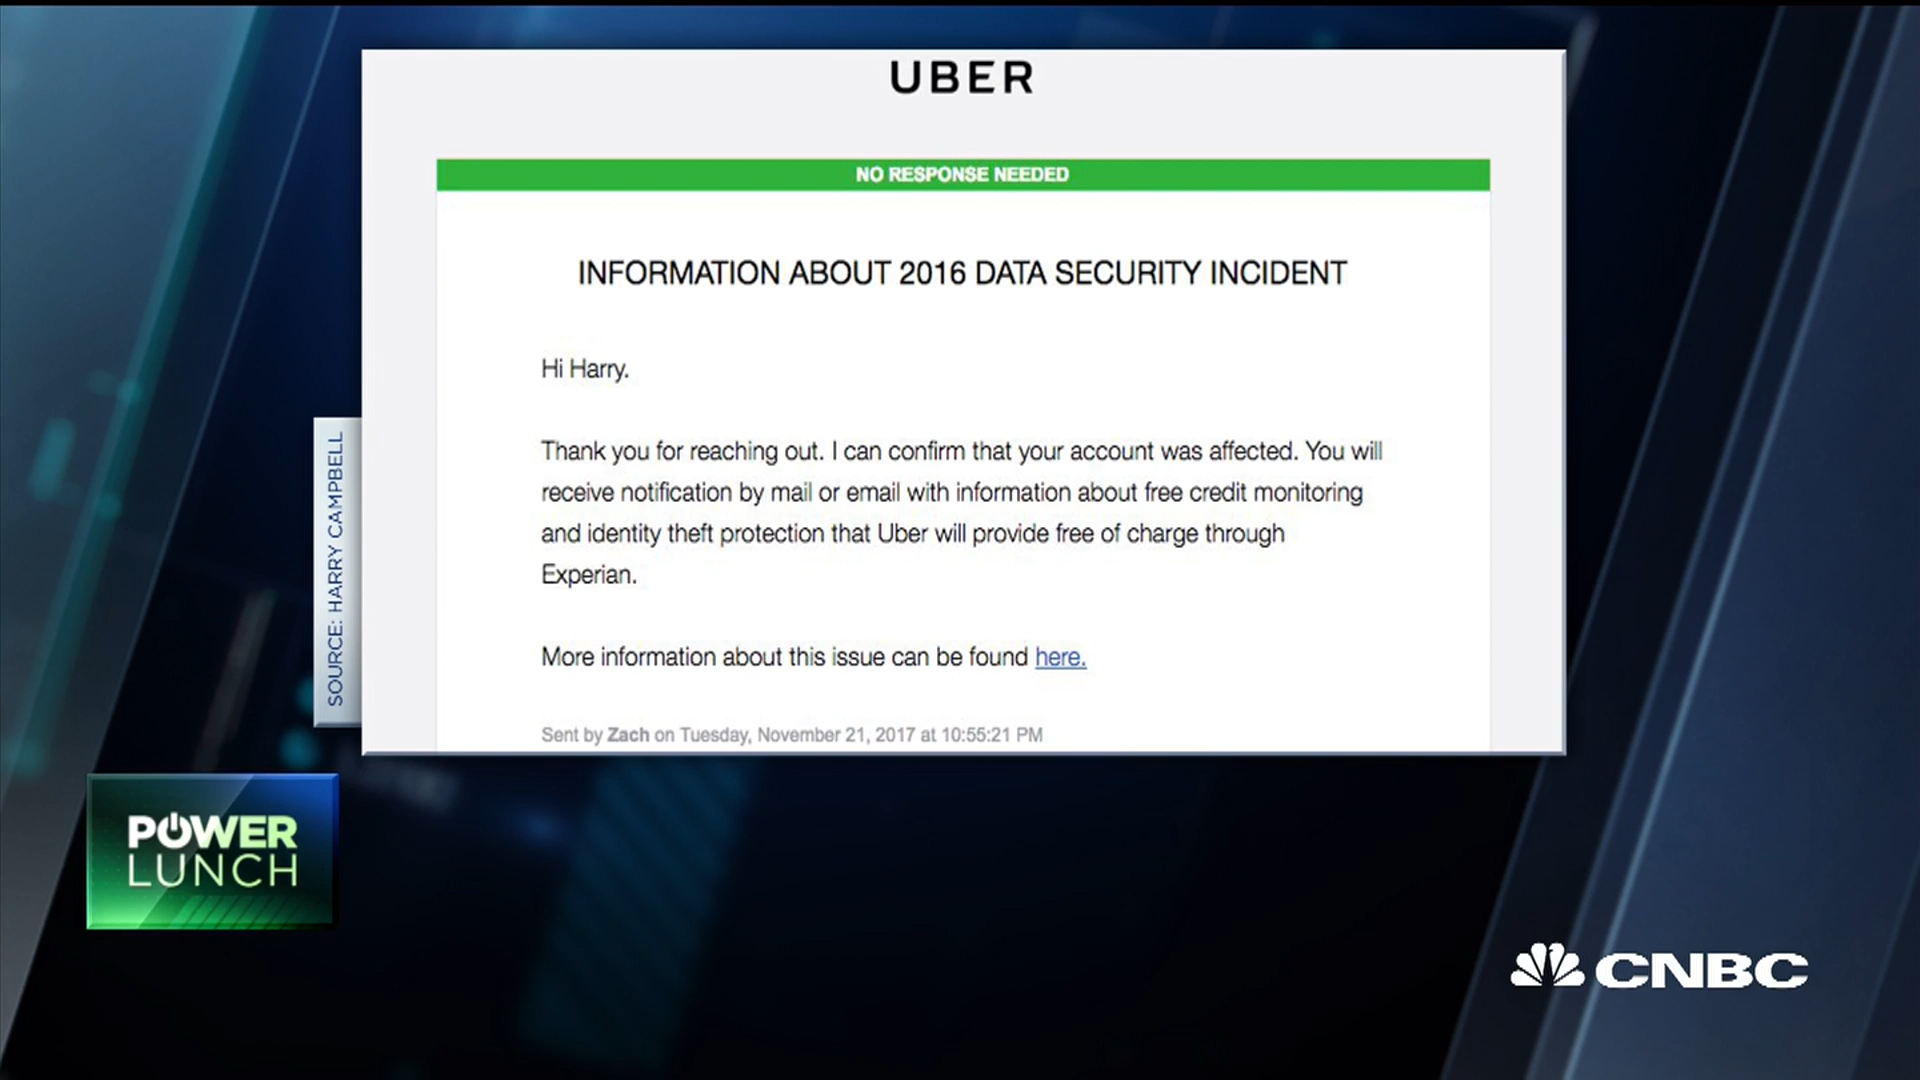 UBER
NO RESPONSE NEEDED
INFORMATION ABOUT 2016 DATA SECURITY INCIDENT
Hi Harry.
Thank you for reaching out. I can confirm that your account was affected. You will
receive notification by mail or email with information about free credit monitoring
and identity theft protection that Uber will provide free of charge through
Experian.
More information about this issue can be found here.
Sent by Zach on Tuesday, November 21, 2017 at 10:55:21 PM
SOURCE: HARRY CAMPBELL
POWER
LUNCH
CNBC